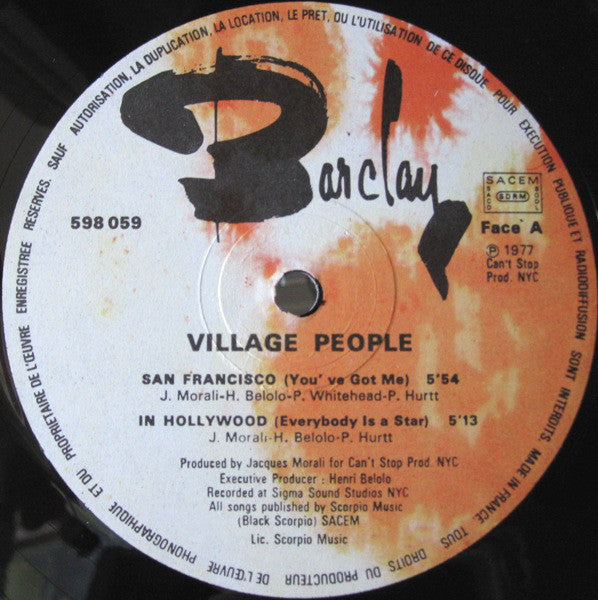 Barclay
598 059
SACEM
SACD
SDRM
SGDL
Face A
℗ 1977
Can't Stop
Prod. NYC
VILLAGE PEOPLE
SAN FRANCISCO (You've Got Me) 5'54
J. Morali-H. Belolo-P. Whitehead-P. Hurtt
IN HOLLYWOOD (Everybody Is a Star) 5'13
J. Morali-H. Belolo-P. Hurtt
Produced by Jacques Morali for Can't Stop Prod. NYC
Executive Producer : Henri Belolo
Recorded at Sigma Sound Studios NYC
All songs published by Scorpio Music
(Black Scorpio) SACEM
Lic. Scorpio Music
TOUS DROITS DU PRODUCTEUR PHONOGRAPHIQUE ET DU PROPRIETAIRE DE L'ŒUVRE ENREGISTREE RESERVES. SAUF AUTORISATION, LA DUPLICATION, LA LOCATION, LE PRET, OU L'UTILISATION DE CE DISQUE POUR EXECUTION PUBLIQUE ET RADIODIFFUSION SONT INTERDITS. MADE IN FRANCE